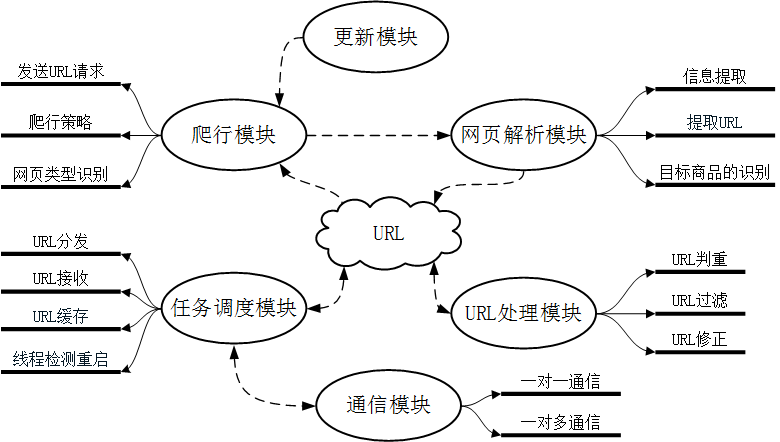 更新模块
发送URL请求
爬行策略
网页类型识别
爬行模块
网页解析模块
信息提取
提取URL
目标商品的识别
URL
URL分发
URL接收
URL缓存
线程检测重启
任务调度模块
URL处理模块
URL判重
URL过滤
URL修正
通信模块
一对一通信
一对多通信